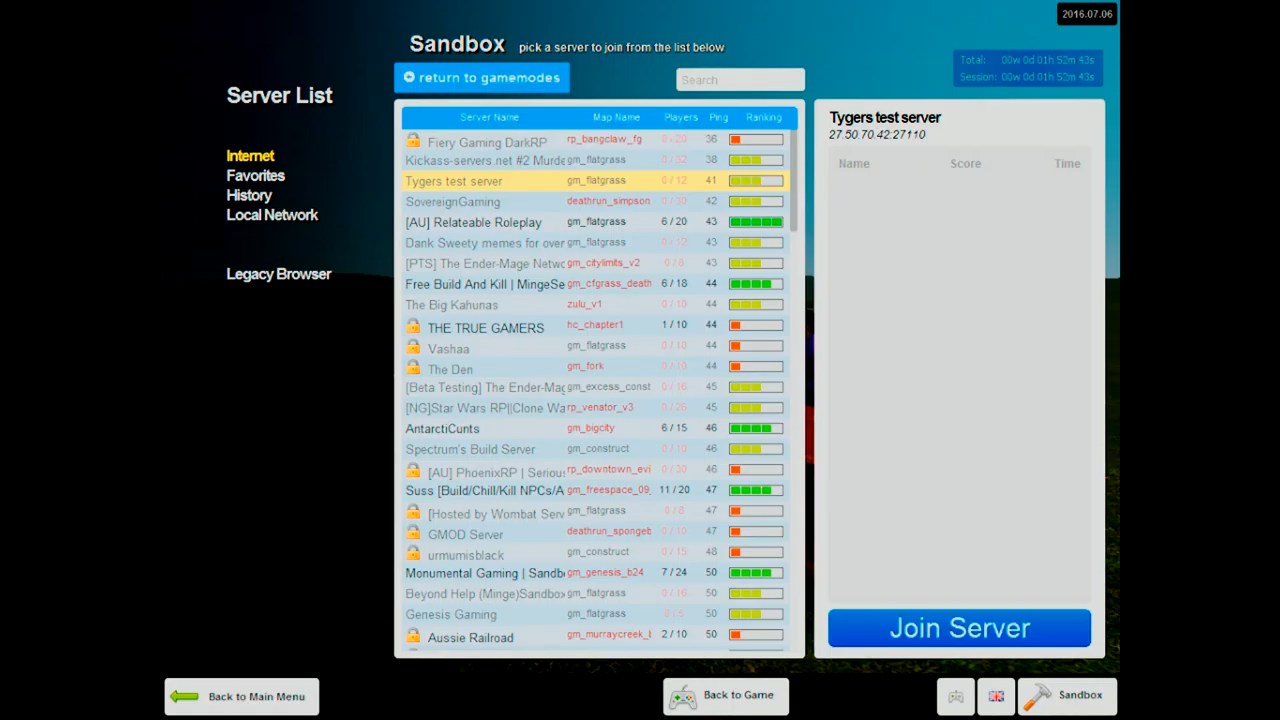 2016.07.06
Sandbox pick a server to join from the list below
Total: 00w 0d 01h 52m 43s
Session: 00w 0d 01h 52m 43s
return to gamemodes
Search
Server List
Internet
Favorites
History
Local Network
Legacy Browser
Server Name Map Name Players Ping Ranking
Fiery Gaming DarkRP rp_bangclaw_fg 0 / 20 36
Kickass-servers.net #2 Murde gm_flatgrass 0 / 32 38
Tygers test server gm_flatgrass 0 / 12 41
SovereignGaming deathrun_simpson 0 / 30 42
[AU] Relateable Roleplay gm_flatgrass 6 / 20 43
Dank Sweety memes for over gm_flatgrass 0 / 12 43
[PTS] The Ender-Mage Netwo gm_citylimits_v2 0 / 8 43
Free Build And Kill | MingeSe gm_cfgrass_death 6 / 18 44
The Big Kahunas zulu_v1 0 / 10 44
THE TRUE GAMERS hc_chapter1 1 / 10 44
Vashaa gm_flatgrass 0 / 10 44
The Den gm_fork 0 / 10 44
[Beta Testing] The Ender-Mag gm_excess_const 0 / 16 45
[NG]Star Wars RP||Clone Wa rp_venator_v3 0 / 26 45
AntarctiCunts gm_bigcity 6 / 15 46
Spectrum's Build Server gm_construct 0 / 10 46
[AU] PhoenixRP | Serious rp_downtown_evi 0 / 30 46
Suss [Build/Chill/Kill NPCs/A gm_freespace_09_ 11 / 20 47
[Hosted by Wombat Serv gm_flatgrass 0 / 8 47
GMOD Server deathrun_spongeb 0 / 10 47
urmumisblack gm_construct 0 / 15 48
Monumental Gaming | Sandb gm_genesis_b24 7 / 24 50
Beyond Help (Minge)Sandbox gm_flatgrass 0 / 16 50
Genesis Gaming gm_flatgrass 0 / 5 50
Aussie Railroad gm_murraycreek_l 2 / 10 50
Tygers test server
27.50.70.42:27110
Name Score Time
Join Server
Back to Main Menu
Back to Game
Sandbox